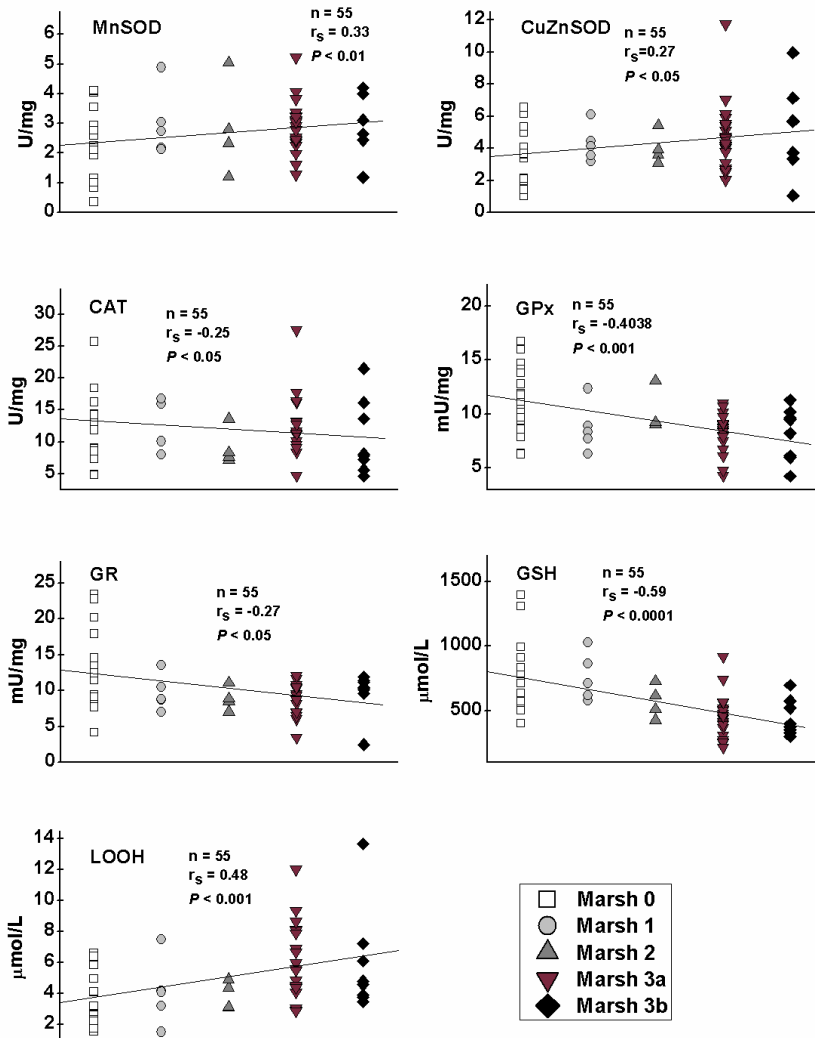 MnSOD
n = 55
rS = 0.33
P < 0.01
6
5
4
3
2
1
0
U/mg
CuZnSOD
n = 55
rS=0.27
P < 0.05
12
10
8
6
4
2
0
U/mg
CAT
n = 55
rS = -0.25
P < 0.05
30
25
20
15
10
5
U/mg
GPx
n = 55
rS = -0.4038
P < 0.001
20
15
10
5
mU/mg
GR
n = 55
rS = -0.27
P < 0.05
25
20
15
10
5
0
mU/mg
GSH
n = 55
rS = -0.59
P < 0.0001
1500
1000
500
μmol/L
LOOH
n = 55
rS = 0.48
P < 0.001
14
12
10
8
6
4
2
μmol/L
Marsh 0
Marsh 1
Marsh 2
Marsh 3a
Marsh 3b